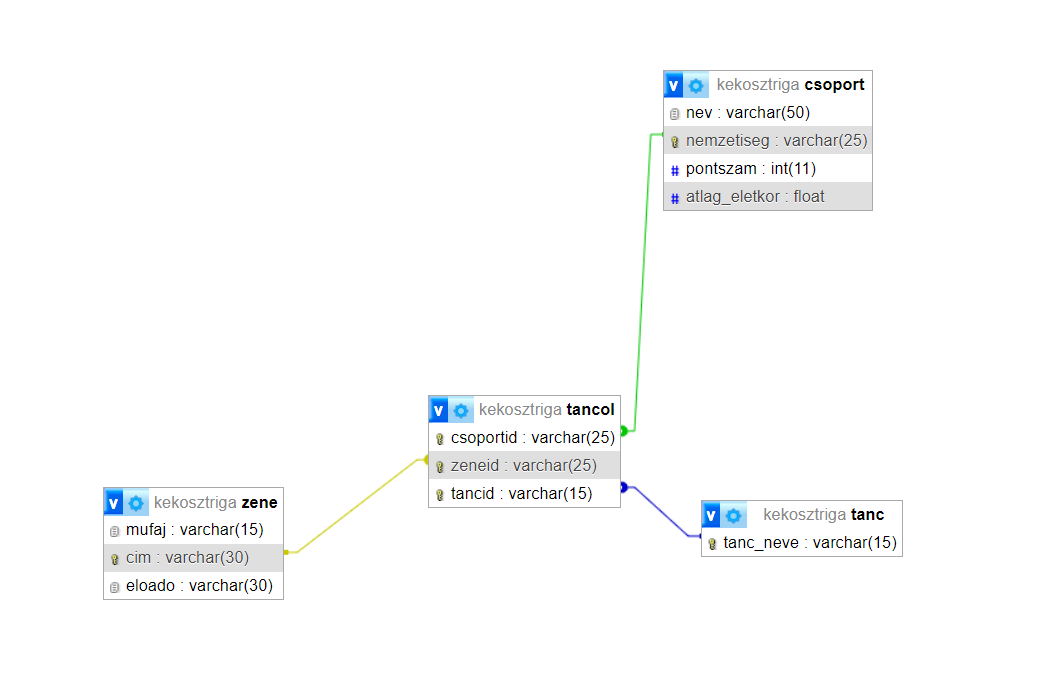 v kekosztriga csoport
nev : varchar(50)
nemzetiseg : varchar(25)
# pontszam : int(11)
# atlag_eletkor : float
v kekosztriga tancol
csoportid : varchar(25)
zeneid : varchar(25)
tancid : varchar(15)
v kekosztriga zene
mufaj : varchar(15)
cim : varchar(30)
eloado : varchar(30)
v kekosztriga tanc
tanc_neve : varchar(15)